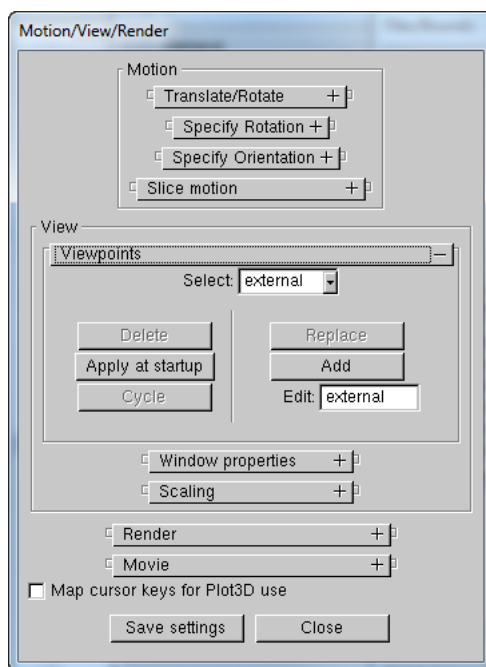 Motion/View/Render
Motion
Translate/Rotate +
Specify Rotation +
Specify Orientation +
Slice motion +
View
Viewpoints −
Select: external
Delete Replace
Apply at startup Add
Cycle Edit: external
Window properties +
Scaling +
Render +
Movie +
Map cursor keys for Plot3D use
Save settings Close